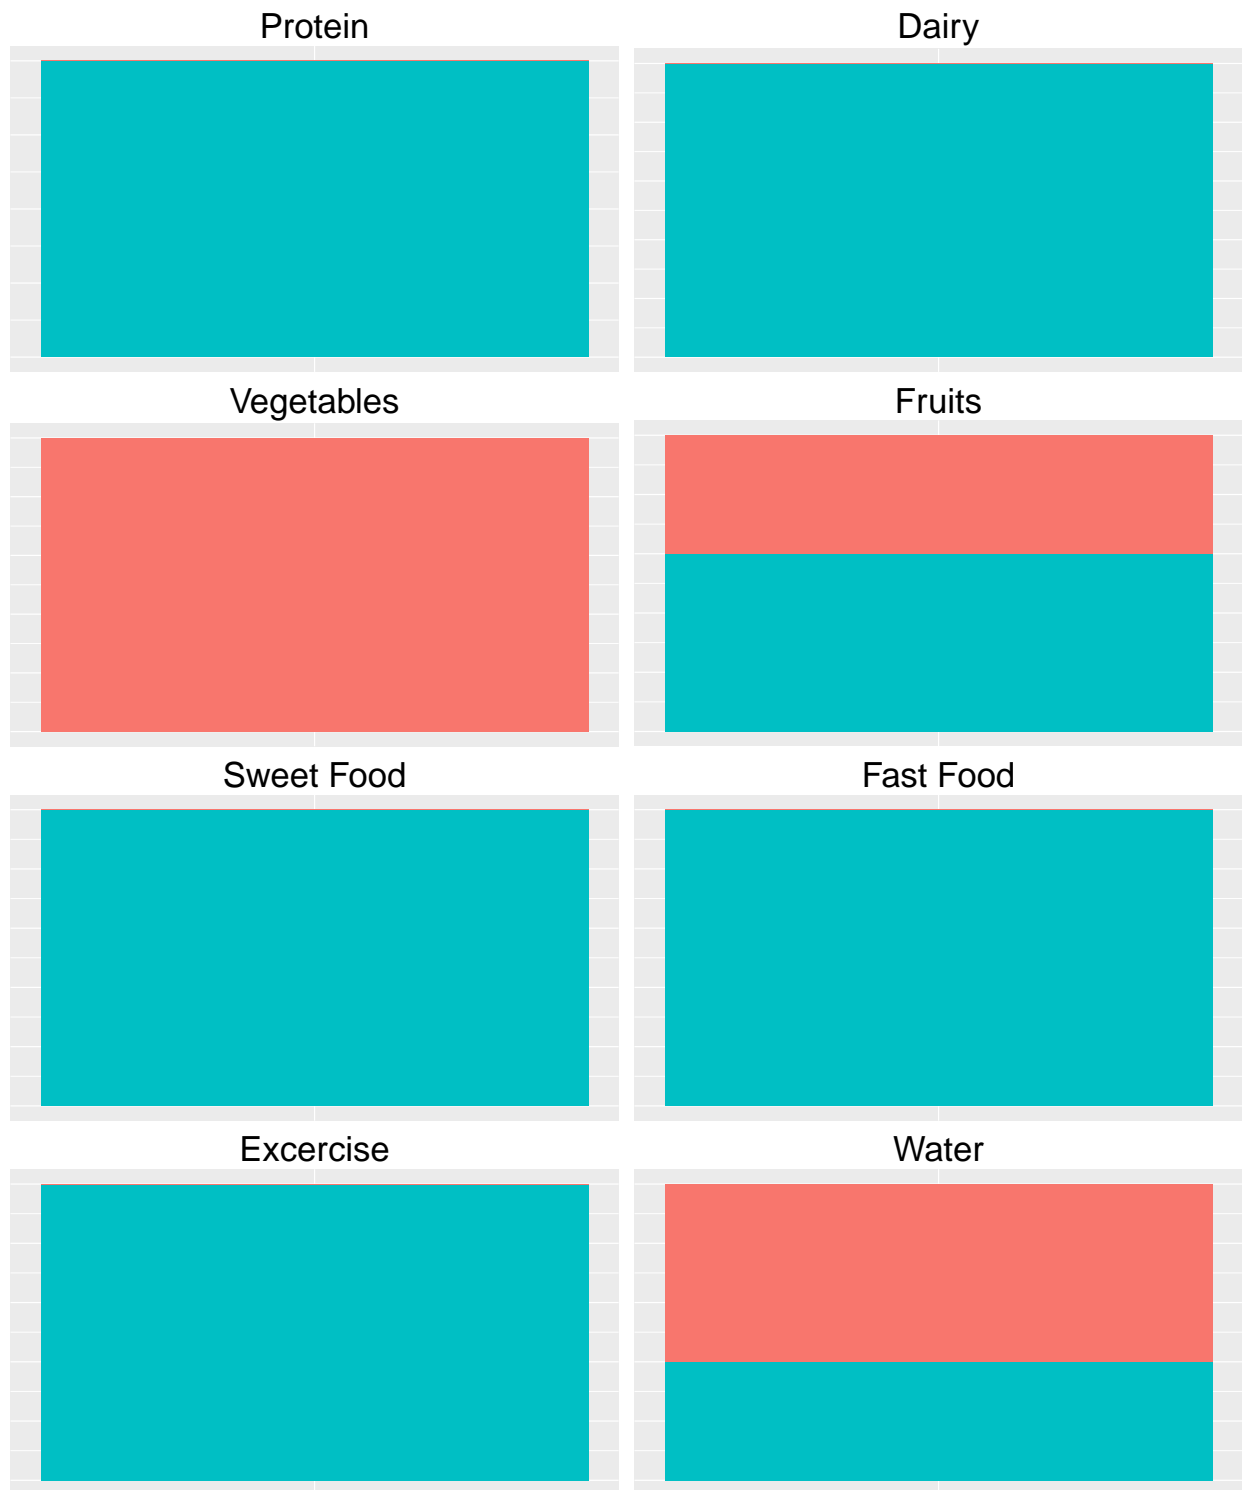 Protein
Dairy
Vegetables
Fruits
Sweet Food
Fast Food
Excercise
Water